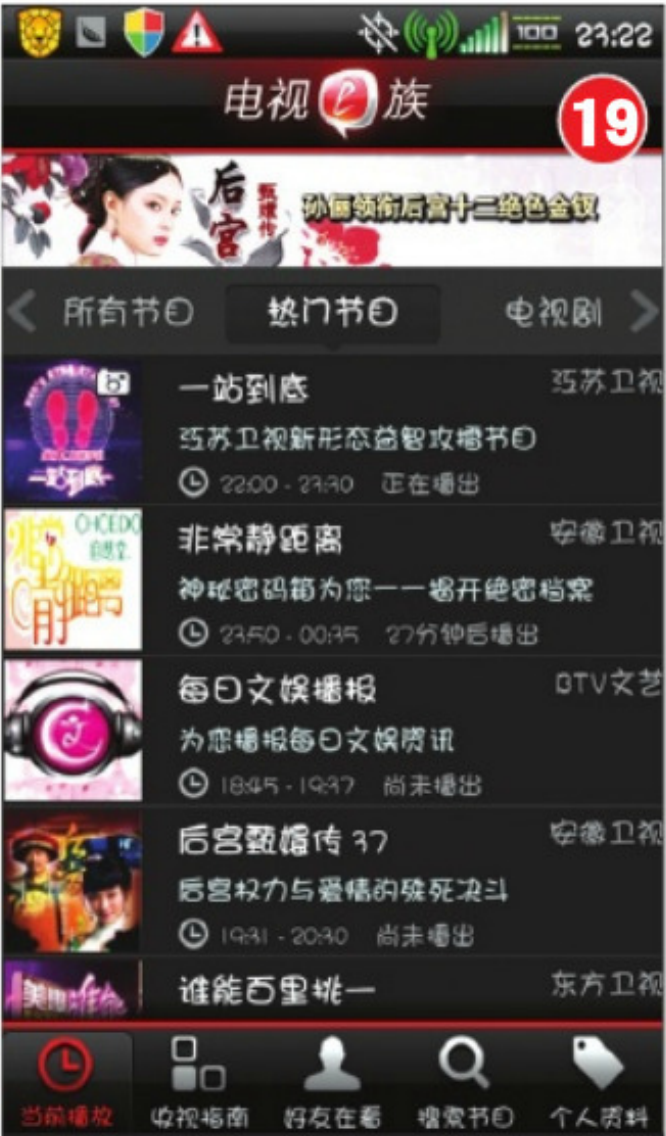 100 23:22
电视e族
19
后宫
甄嬛传
孙俪领衔后宫十二绝色金钗
所有节目 热门节目 电视剧
一站到底 江苏卫视
江苏卫视新形态益智攻擂节目
22:00 - 23:30 正在播出
一站到底
非常静距离 安徽卫视
神秘密码箱为您一一揭开绝密档案
23:50 - 00:35 27分钟后播出
每日文娱播报 BTV文艺
为您播报每日文娱资讯
18:45 - 19:37 尚未播出
后宫甄嬛传 37 安徽卫视
后宫权力与爱情的殊死决斗
19:31 - 20:30 尚未播出
谁能百里挑一 东方卫视
当前播放 收视指南 好友在看 搜索节目 个人资料